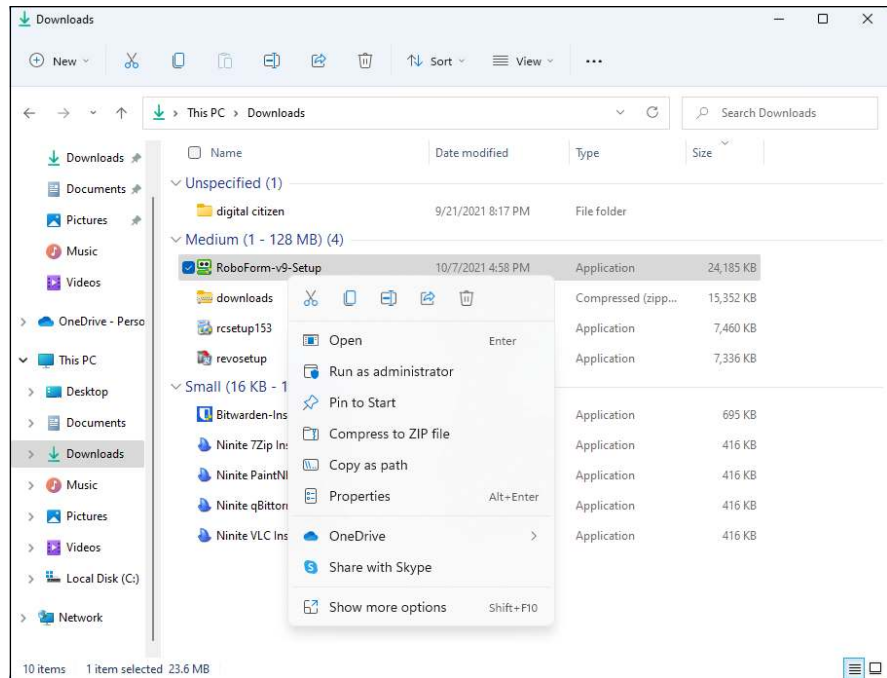 Downloads
New
Sort
View
This PC > Downloads
Search Downloads
Downloads
Documents
Pictures
Music
Videos
OneDrive - Perso
This PC
Desktop
Documents
Downloads
Music
Pictures
Videos
Local Disk (C:)
Network
Name Date modified Type Size
Unspecified (1)
digital citizen 9/21/2021 8:17 PM File folder
Medium (1 - 128 MB) (4)
RoboForm-v9-Setup 10/7/2021 4:58 PM Application 24,185 KB
downloads Compressed (zipp... 15,352 KB
rcsetup153 Application 7,460 KB
revosetup Application 7,336 KB
Small (16 KB - 1
Bitwarden-Ins Application 695 KB
Ninite 7Zip Ins Application 416 KB
Ninite PaintN Application 416 KB
Ninite qBittor Application 416 KB
Ninite VLC Ins Application 416 KB
Open Enter
Run as administrator
Pin to Start
Compress to ZIP file
Copy as path
Properties Alt+Enter
OneDrive
Share with Skype
Show more options Shift+F10
10 items 1 item selected 23.6 MB